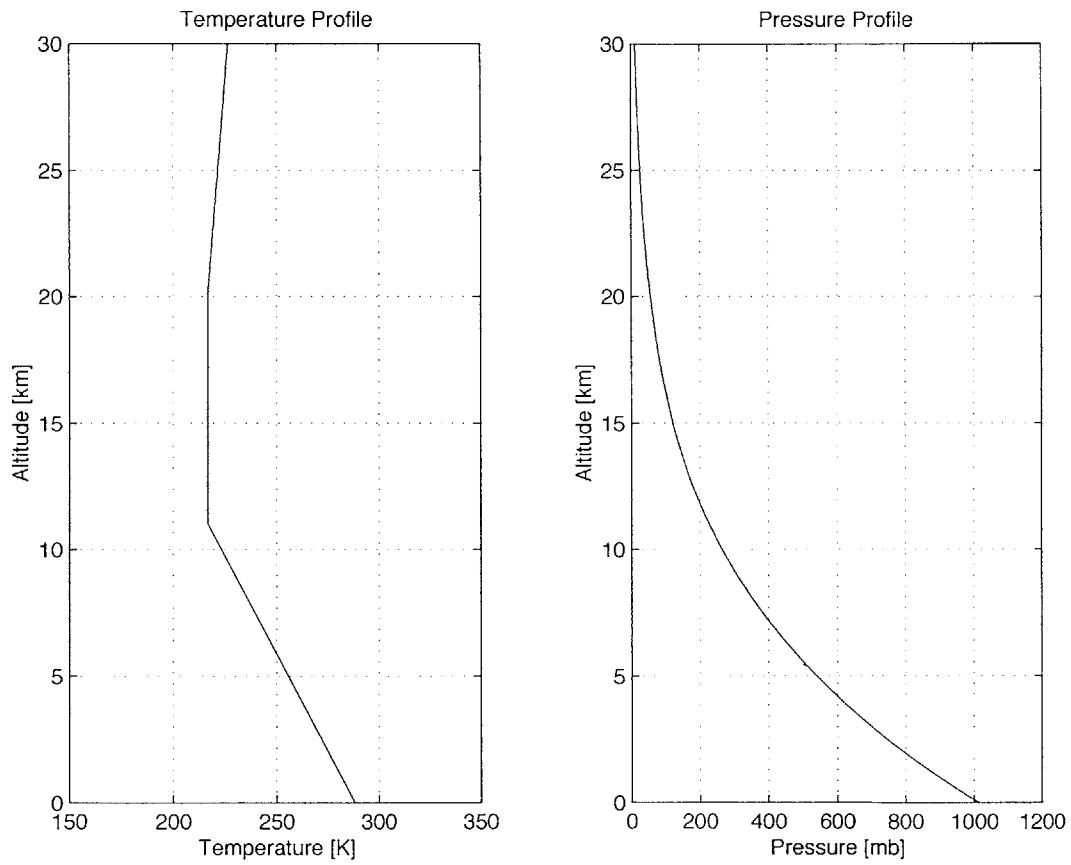 Temperature Profile
30
25
20
15
10
5
0
Altitude [km]
150 200 250 300 350
Temperature [K]
Pressure Profile
30
25
20
15
10
5
0
Altitude [km]
0 200 400 600 800 1000 1200
Pressure [mb]